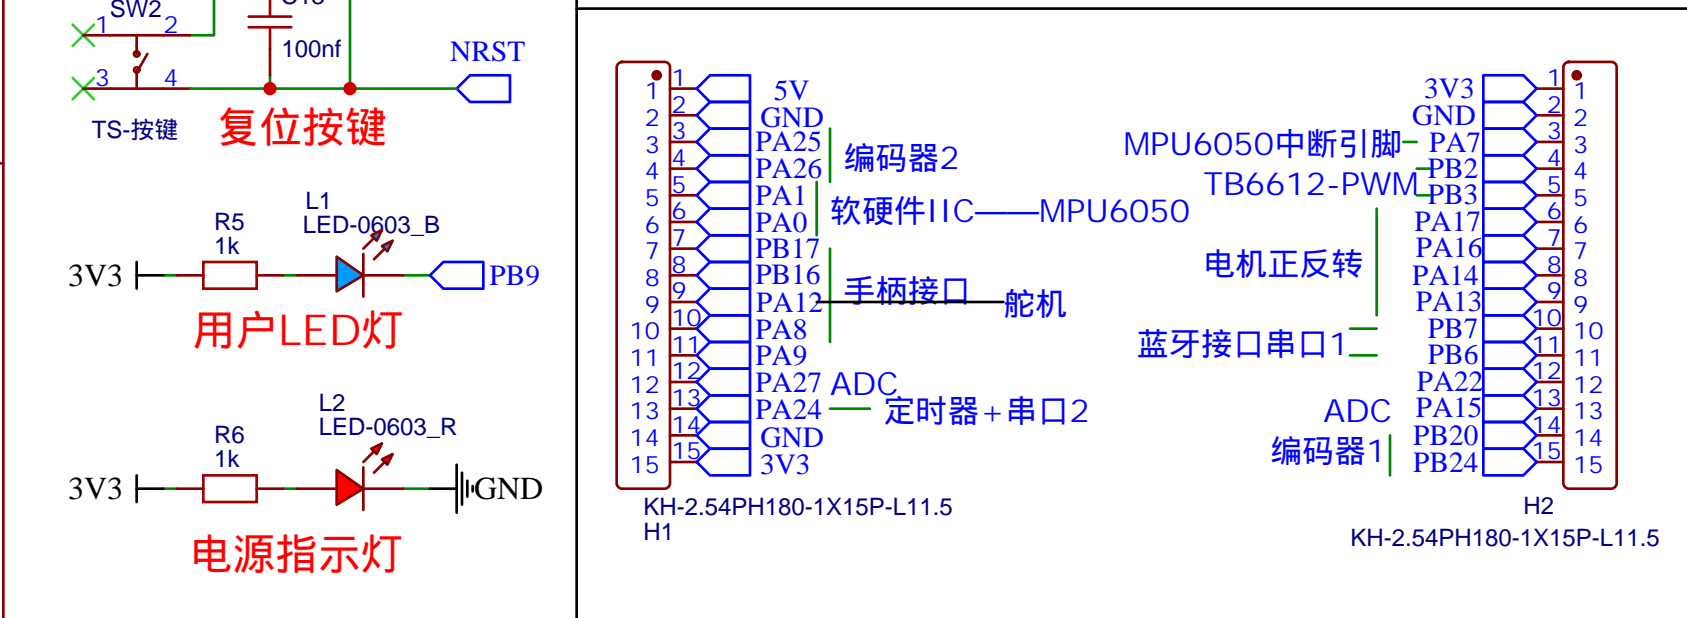 SW2
1 2
100nf
NRST
3 4
TS-按键
复位按键
L1
LED-0603_B
R5
1k
3V3
PB9
用户LED灯
L2
LED-0603_R
R6
1k
3V3
GND
电源指示灯
1 1 5V
2 2 GND
3 3 PA25
4 4 PA26
编码器2
5 5 PA1
6 6 PA0
软硬件IIC——MPU6050
7 7 PB17
8 8 PB16
9 9 PA12
10 10 PA8
手柄接口
舵机
11 11 PA9
12 12 PA27 ADC
13 13 PA24 定时器+串口2
14 14 GND
15 15 3V3
KH-2.54PH180-1X15P-L11.5
H1
3V3 1 1
GND 2 2
MPU6050中断引脚 PA7 3 3
PB2 4 4
TB6612-PWM
PB3 5 5
PA17 6 6
PA16 7 7
电机正反转
PA14 8 8
PA13 9 9
PB7 10 10
蓝牙接口串口1
PB6 11 11
PA22 12 12
ADC PA15 13 13
PB20 14 14
编码器1
PB24 15 15
H2
KH-2.54PH180-1X15P-L11.5